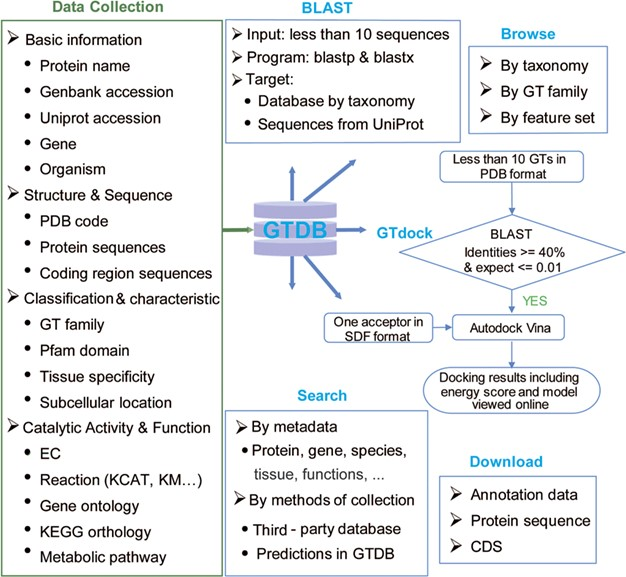 Data Collection
Basic information
Protein name
Genbank accession
Uniprot accession
Gene
Organism
Structure & Sequence
PDB code
Protein sequences
Coding region sequences
Classification & characteristic
GT family
Pfam domain
Tissue specificity
Subcellular location
Catalytic Activity & Function
EC
Reaction (KCAT, KM…)
Gene ontology
KEGG orthology
Metabolic pathway
BLAST
Input: less than 10 sequences
Program: blastp & blastx
Target:
Database by taxonomy
Sequences from UniProt
Browse
By taxonomy
By GT family
By feature set
GTDB
GTdock
Less than 10 GTs in
PDB format
BLAST
Identities >= 40%
& expect <= 0.01
YES
One acceptor in
SDF format
Autodock Vina
Docking results including
energy score and model
viewed online
Search
By metadata
Protein, gene, species,
tissue, functions, ...
By methods of collection
Third - party database
Predictions in GTDB
Download
Annotation data
Protein sequence
CDS